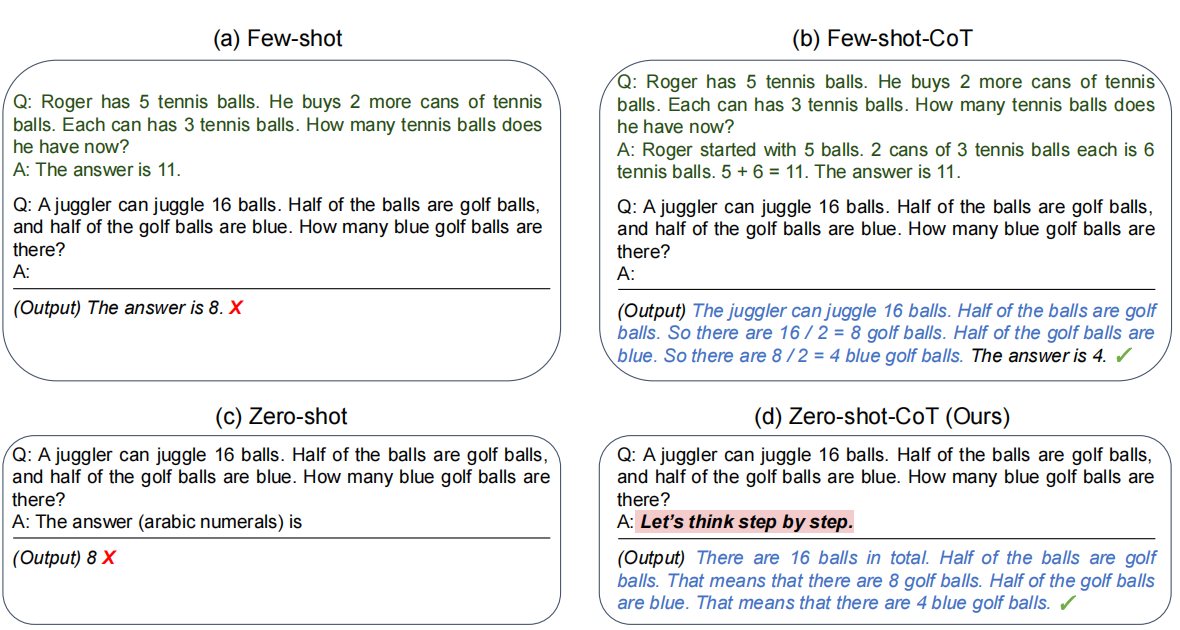 (a) Few-shot
Q: Roger has 5 tennis balls. He buys 2 more cans of tennis
balls. Each can has 3 tennis balls. How many tennis balls does
he have now?
A: The answer is 11.
Q: A juggler can juggle 16 balls. Half of the balls are golf balls,
and half of the golf balls are blue. How many blue golf balls are
there?
A:
(Output) The answer is 8. X
(b) Few-shot-CoT
Q: Roger has 5 tennis balls. He buys 2 more cans of tennis
balls. Each can has 3 tennis balls. How many tennis balls does
he have now?
A: Roger started with 5 balls. 2 cans of 3 tennis balls each is 6
tennis balls. 5 + 6 = 11. The answer is 11.
Q: A juggler can juggle 16 balls. Half of the balls are golf balls,
and half of the golf balls are blue. How many blue golf balls are
there?
A:
(Output) The juggler can juggle 16 balls. Half of the balls are golf
balls. So there are 16 / 2 = 8 golf balls. Half of the golf balls are
blue. So there are 8 / 2 = 4 blue golf balls. The answer is 4. ✓
(c) Zero-shot
Q: A juggler can juggle 16 balls. Half of the balls are golf balls,
and half of the golf balls are blue. How many blue golf balls are
there?
A: The answer (arabic numerals) is
(Output) 8 X
(d) Zero-shot-CoT (Ours)
Q: A juggler can juggle 16 balls. Half of the balls are golf balls,
and half of the golf balls are blue. How many blue golf balls are
there?
A: Let’s think step by step.
(Output) There are 16 balls in total. Half of the balls are golf
balls. That means that there are 8 golf balls. Half of the golf balls
are blue. That means that there are 4 blue golf balls. ✓